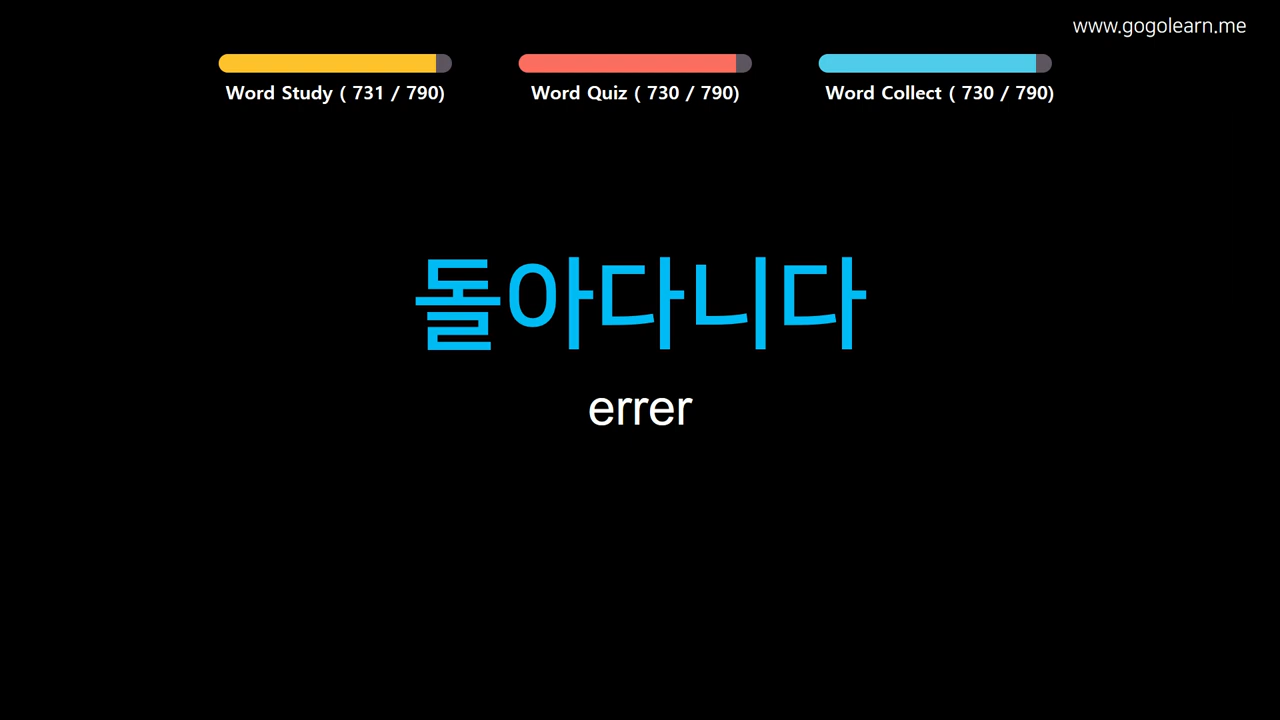 www.gogolearn.me
Word Study ( 731 / 790)
Word Quiz ( 730 / 790)
Word Collect ( 730 / 790)
돌아다니다
errer